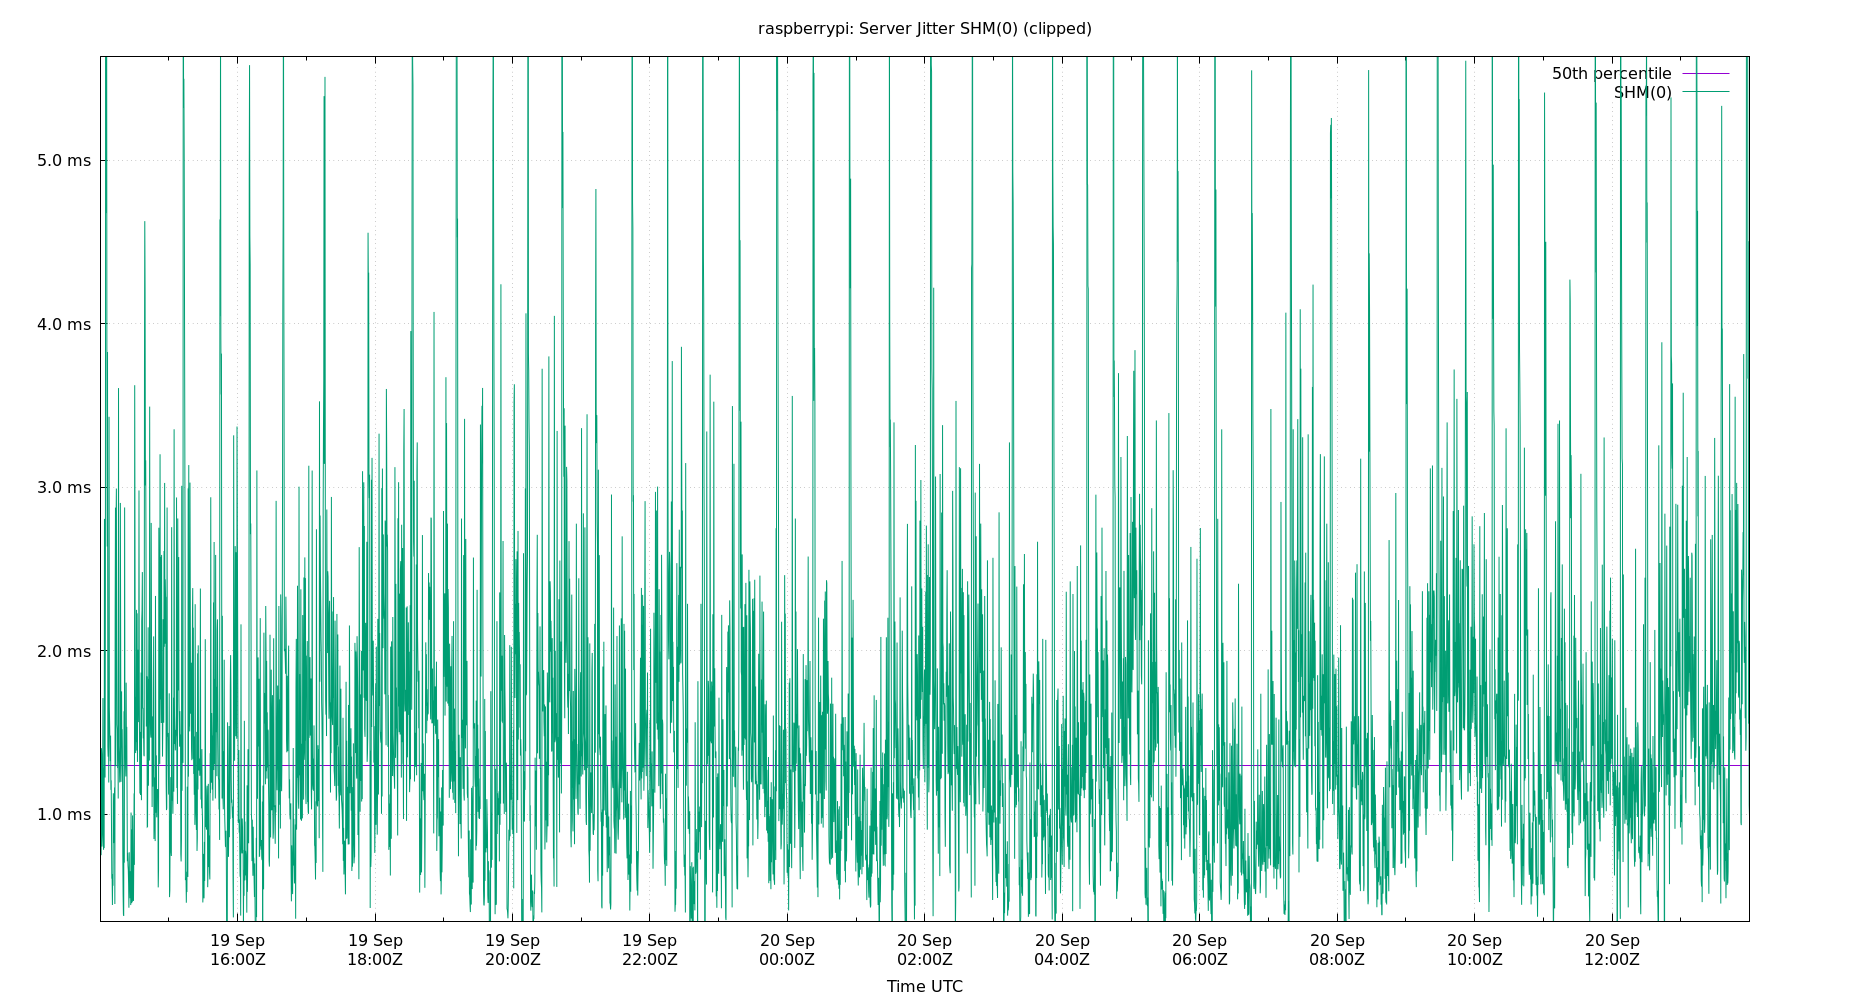 raspberrypi: Server Jitter SHM(0) (clipped)
50th percentile
SHM(0)
5.0 ms
4.0 ms
3.0 ms
2.0 ms
1.0 ms
19 Sep 19 Sep 19 Sep 19 Sep 20 Sep 20 Sep 20 Sep 20 Sep 20 Sep 20 Sep 20 Sep
16:00Z 18:00Z 20:00Z 22:00Z 00:00Z 02:00Z 04:00Z 06:00Z 08:00Z 10:00Z 12:00Z
Time UTC